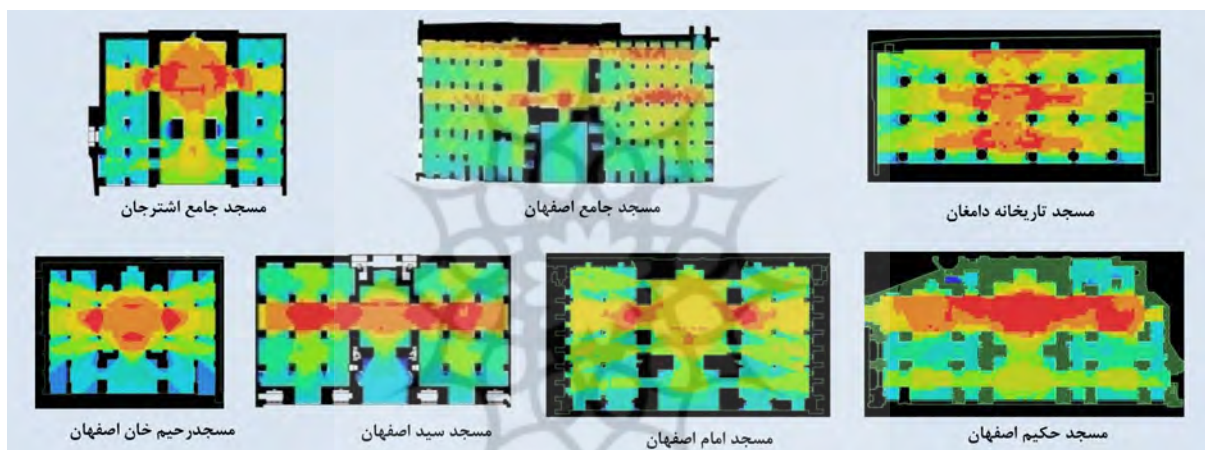 مسجد تاریخانه دامغان
مسجد جامع اصفهان
مسجد جامع اشترجان
مسجد حکیم اصفهان
مسجد امام اصفهان
مسجد سید اصفهان
مسجدرحیم خان اصفهان